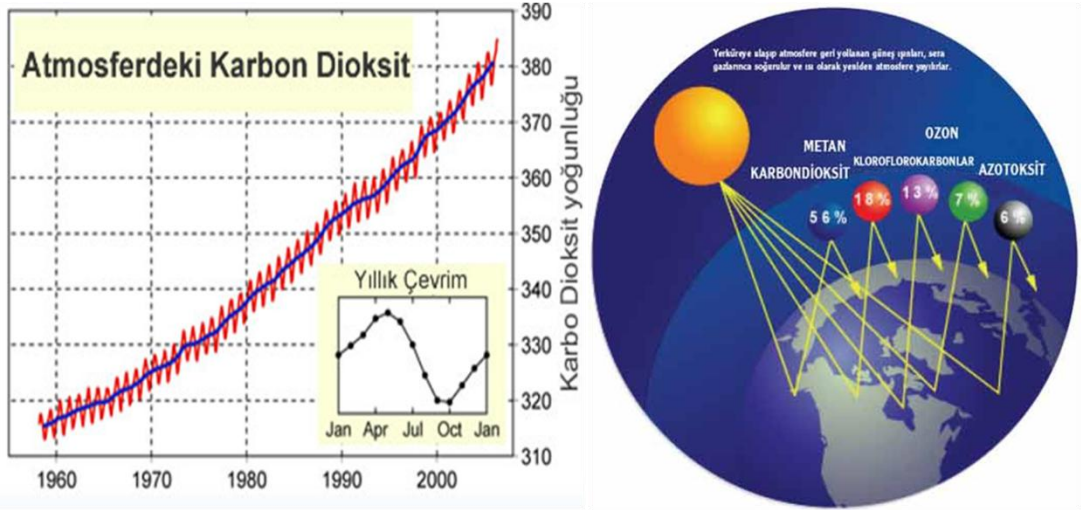 Atmosferdeki Karbon Dioksit
390
380
370
360
350
340
330
320
310
Karbo Dioksit yoğunluğu
Yıllık Çevrim
Jan Apr Jul Oct Jan
1960 1970 1980 1990 2000
Yerküreye ulaşıp atmosfere geri yollanan güneş ışınları, sera
gazlarınca soğurulur ve ısı olarak yeniden atmosfere yayılırlar.
OZON
METAN
KLOROFLOROKARBONLAR
KARBONDİOKSİT
AZOTOKSİT
56 %
18 %
13 %
7 %
6 %